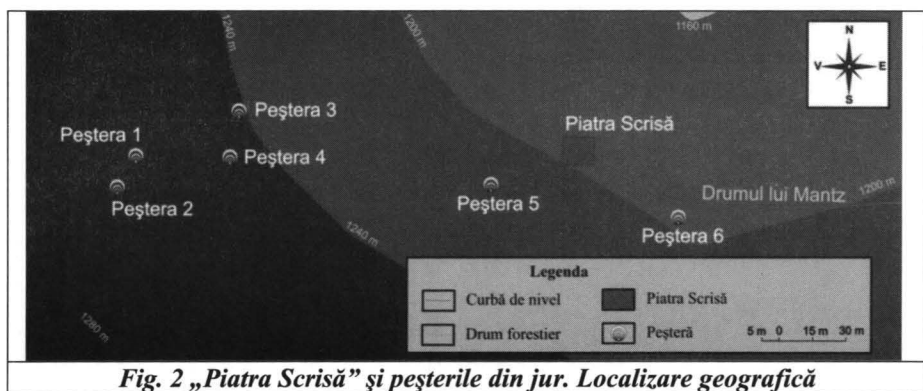 1240 m
1200 m
1160 m
N
V E
S
Peştera 3
Piatra Scrisă
Peştera 1
Peştera 4
Peştera 5
Drumul lui Mantz
1200 m
Peştera 2
Peştera 6
1240 m
Legenda
Curbă de nivel
Piatra Scrisă
Drum forestier
Peşteră
5 m 0 15 m 30 m
1280 m
Fig. 2 „Piatra Scrisă” şi peşterile din jur. Localizare geografică